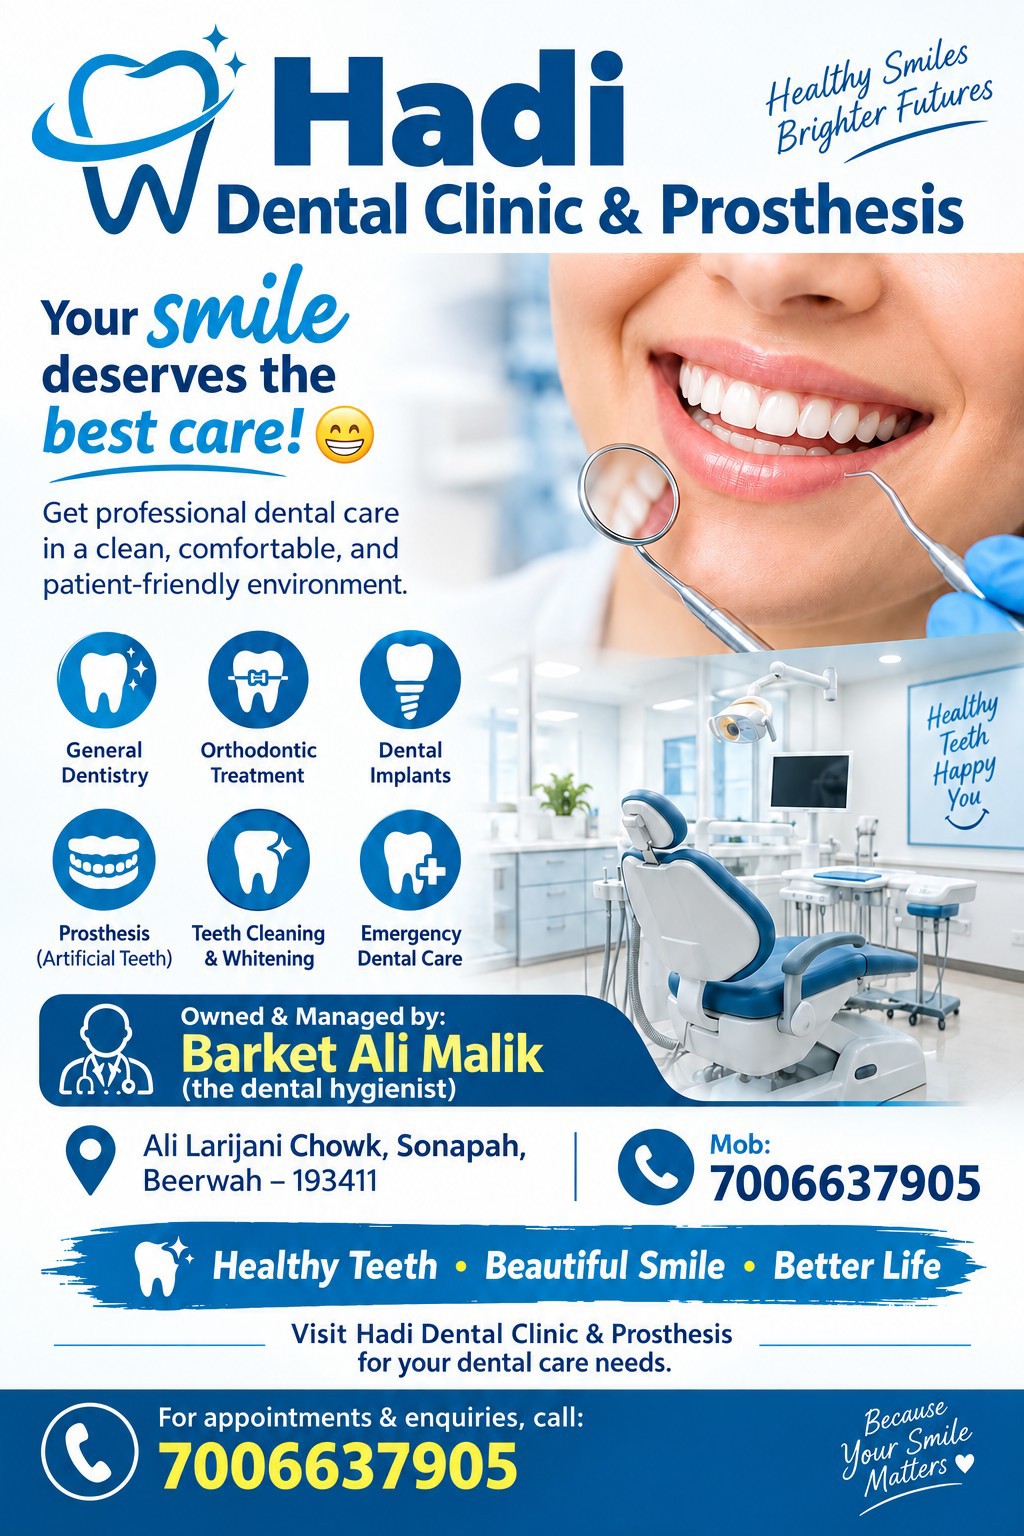 Hadi
Dental Clinic & Prosthesis
Healthy Smiles
Brighter Futures
Your smile
deserves the
best care! 😁
Get professional dental care
in a clean, comfortable, and
patient-friendly environment.
General
Dentistry
Orthodontic
Treatment
Dental
Implants
Prosthesis
(Artificial Teeth)
Teeth Cleaning
& Whitening
Emergency
Dental Care
Healthy
Teeth
Happy
You
Owned & Managed by:
Barket Ali Malik
(the dental hygienist)
Ali Larijani Chowk, Sonapah,
Beerwah – 193411
Mob:
7006637905
Healthy Teeth • Beautiful Smile • Better Life
Visit Hadi Dental Clinic & Prosthesis
for your dental care needs.
For appointments & enquiries, call:
7006637905
Because
Your Smile
Matters ♥